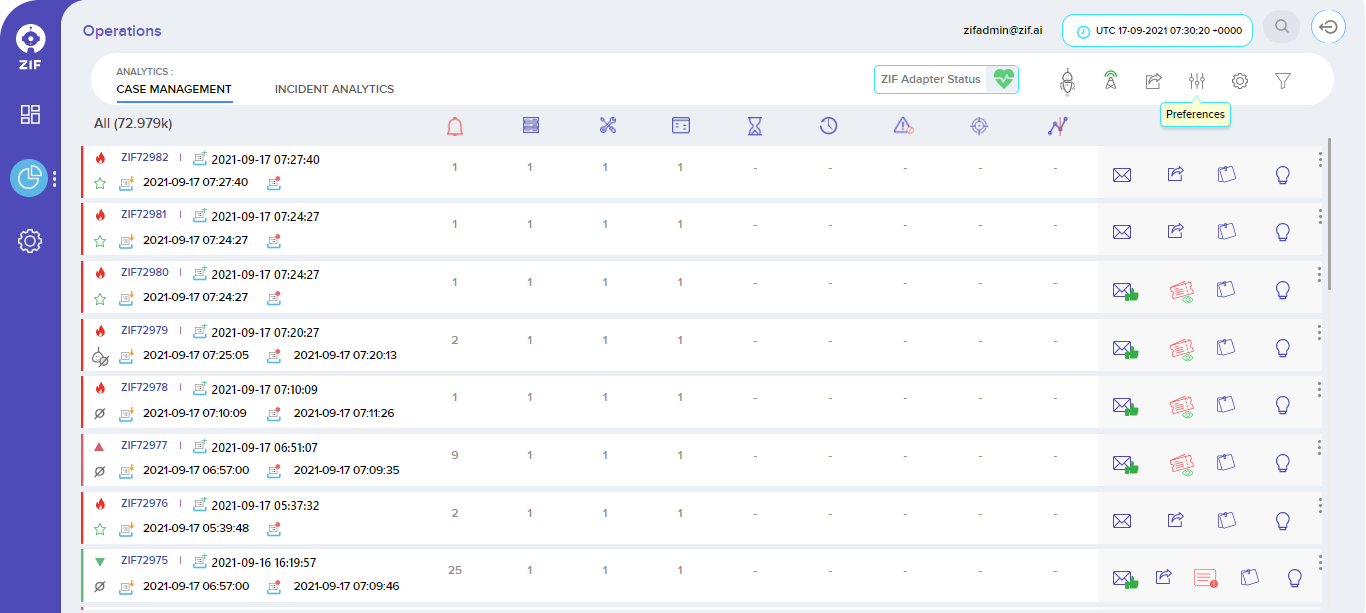 Operations
zifadmin@zif.ai
UTC 17-09-2021 07:30:20 +0000
ZIF
ANALYTICS :
CASE MANAGEMENT
INCIDENT ANALYTICS
ZIF Adapter Status
Preferences
All (72.979k)
ZIF72982 | 2021-09-17 07:27:40
2021-09-17 07:27:40
1 1 1 1 - - - - -
ZIF72981 | 2021-09-17 07:24:27
2021-09-17 07:24:27
1 1 1 1 - - - - -
ZIF72980 | 2021-09-17 07:24:27
2021-09-17 07:24:27
1 1 1 1 - - - - -
ZIF72979 | 2021-09-17 07:20:27
2021-09-17 07:25:05 2021-09-17 07:20:13
2 1 1 1 - - - - -
ZIF72978 | 2021-09-17 07:10:09
2021-09-17 07:10:09 2021-09-17 07:11:26
1 1 1 1 - - - - -
ZIF72977 | 2021-09-17 06:51:07
2021-09-17 06:57:00 2021-09-17 07:09:35
9 1 1 1 - - - - -
ZIF72976 | 2021-09-17 05:37:32
2021-09-17 05:39:48
2 1 1 1 - - - - -
ZIF72975 | 2021-09-16 16:19:57
2021-09-17 06:57:00 2021-09-17 07:09:46
25 1 1 1 - - - - -